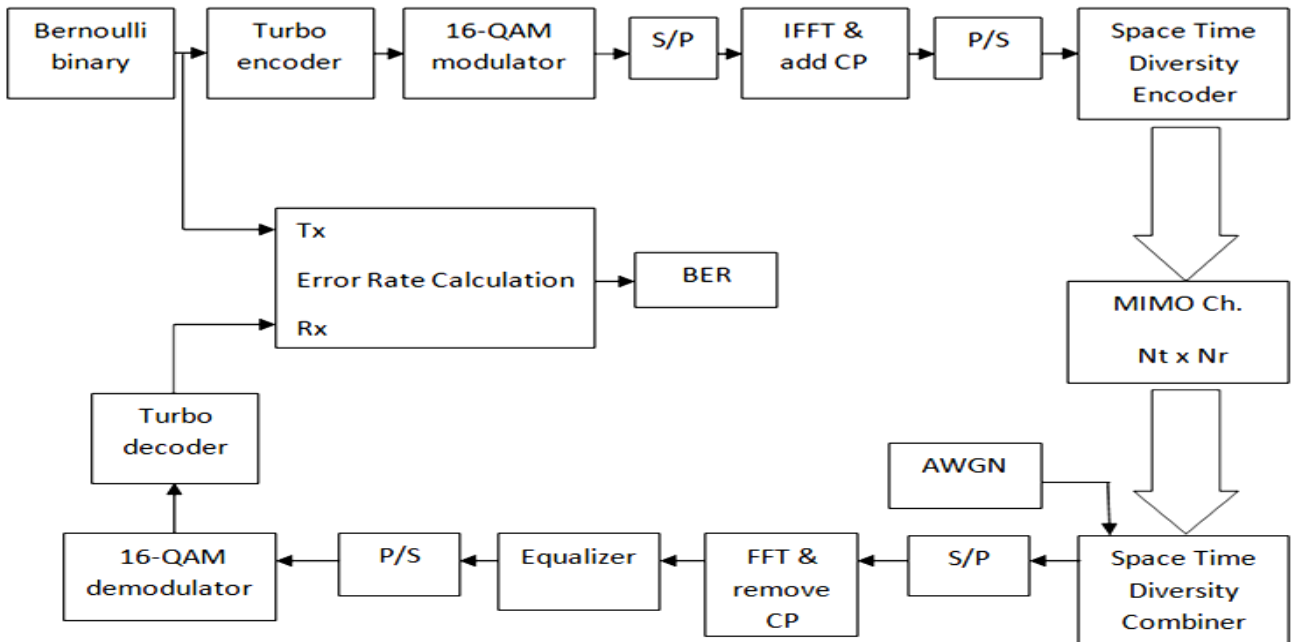 Bernoulli
binary
Turbo
encoder
16-QAM
modulator
S/P
IFFT &
add CP
P/S
Space Time
Diversity
Encoder
Tx
Error Rate Calculation
Rx
BER
MIMO Ch.
Nt x Nr
Turbo
decoder
AWGN
16-QAM
demodulator
P/S
Equalizer
FFT &
remove
CP
S/P
Space Time
Diversity
Combiner